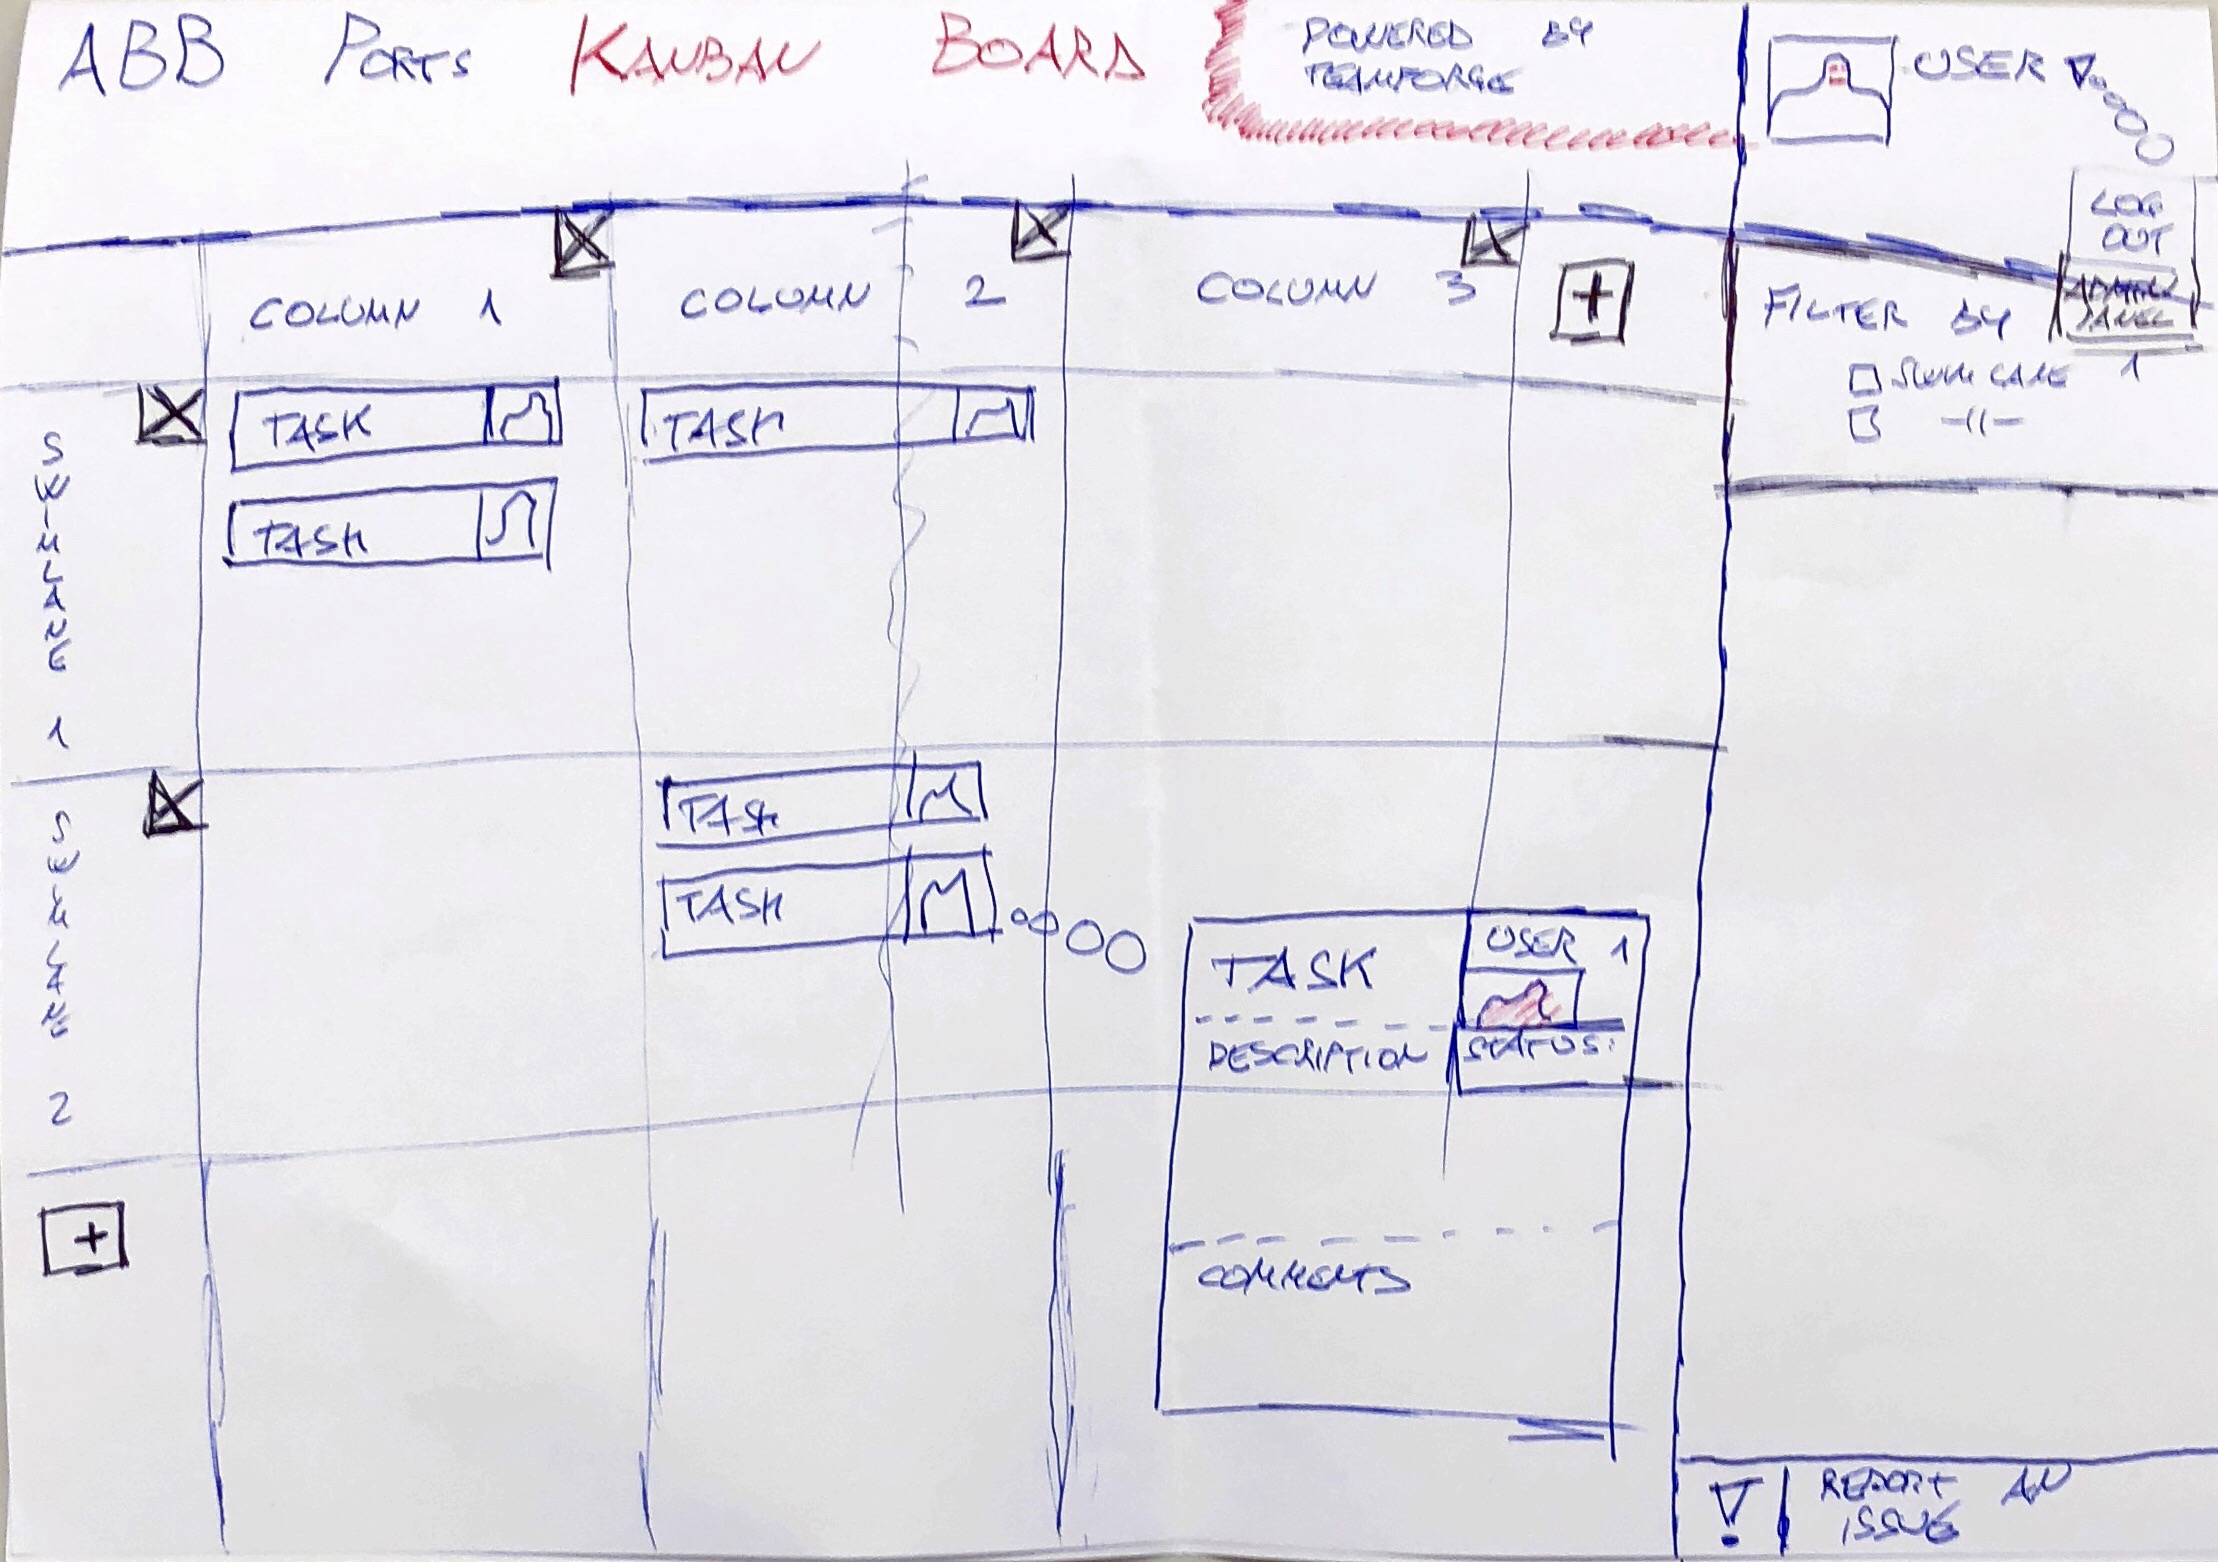 ABB PORTS KANBAN BOARD
POWERED BY
TEAMFORGE
USER
LOG
OUT
ADMIN
PANEL
1
COLUMN 1
COLUMN 2
COLUMN 3
+
FILTER BY
SWIMLANE
-11-
SWIMLANE 1
TASK
TASK
TASK
SWIMLANE 2
TASK
TASK
TASK
USER 1
DESCRIPTION
STATUS:
COMMENTS
+
! REPORT AN
ISSUE